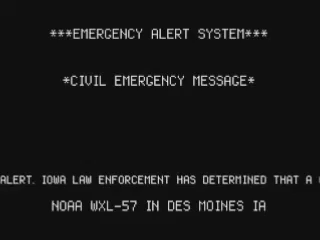 ***EMERGENCY ALERT SYSTEM***
*CIVIL EMERGENCY MESSAGE*
ALERT. IOWA LAW ENFORCEMENT HAS DETERMINED THAT A
NOAA WXL-57 IN DES MOINES IA